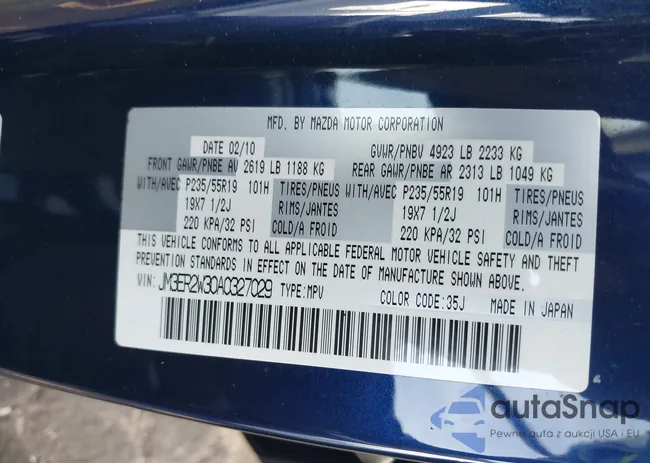 MFD. BY MAZDA MOTOR CORPORATION
DATE 02/10 GVWR/PNBV 4923 LB 2233 KG
FRONT GAWR/PNBE AV 2619 LB 1188 KG REAR GAWR/PNBE AR 2313 LB 1049 KG
WITH/AVEC P235/55R19 101H TIRES/PNEUS WITH/AVEC P235/55R19 101H TIRES/PNEUS
19X7 1/2J RIMS/JANTES 19X7 1/2J RIMS/JANTES
220 KPA/32 PSI COLD/A FROID 220 KPA/32 PSI COLD/A FROID
THIS VEHICLE CONFORMS TO ALL APPLICABLE FEDERAL MOTOR VEHICLE SAFETY AND THEFT
PREVENTION STANDARDS IN EFFECT ON THE DATE OF MANUFACTURE SHOWN ABOVE.
VIN: JM3ER2W30A0327029 TYPE:MPV COLOR CODE:35J MADE IN JAPAN
autaSnap
Pewne auta z aukcji USA i EU